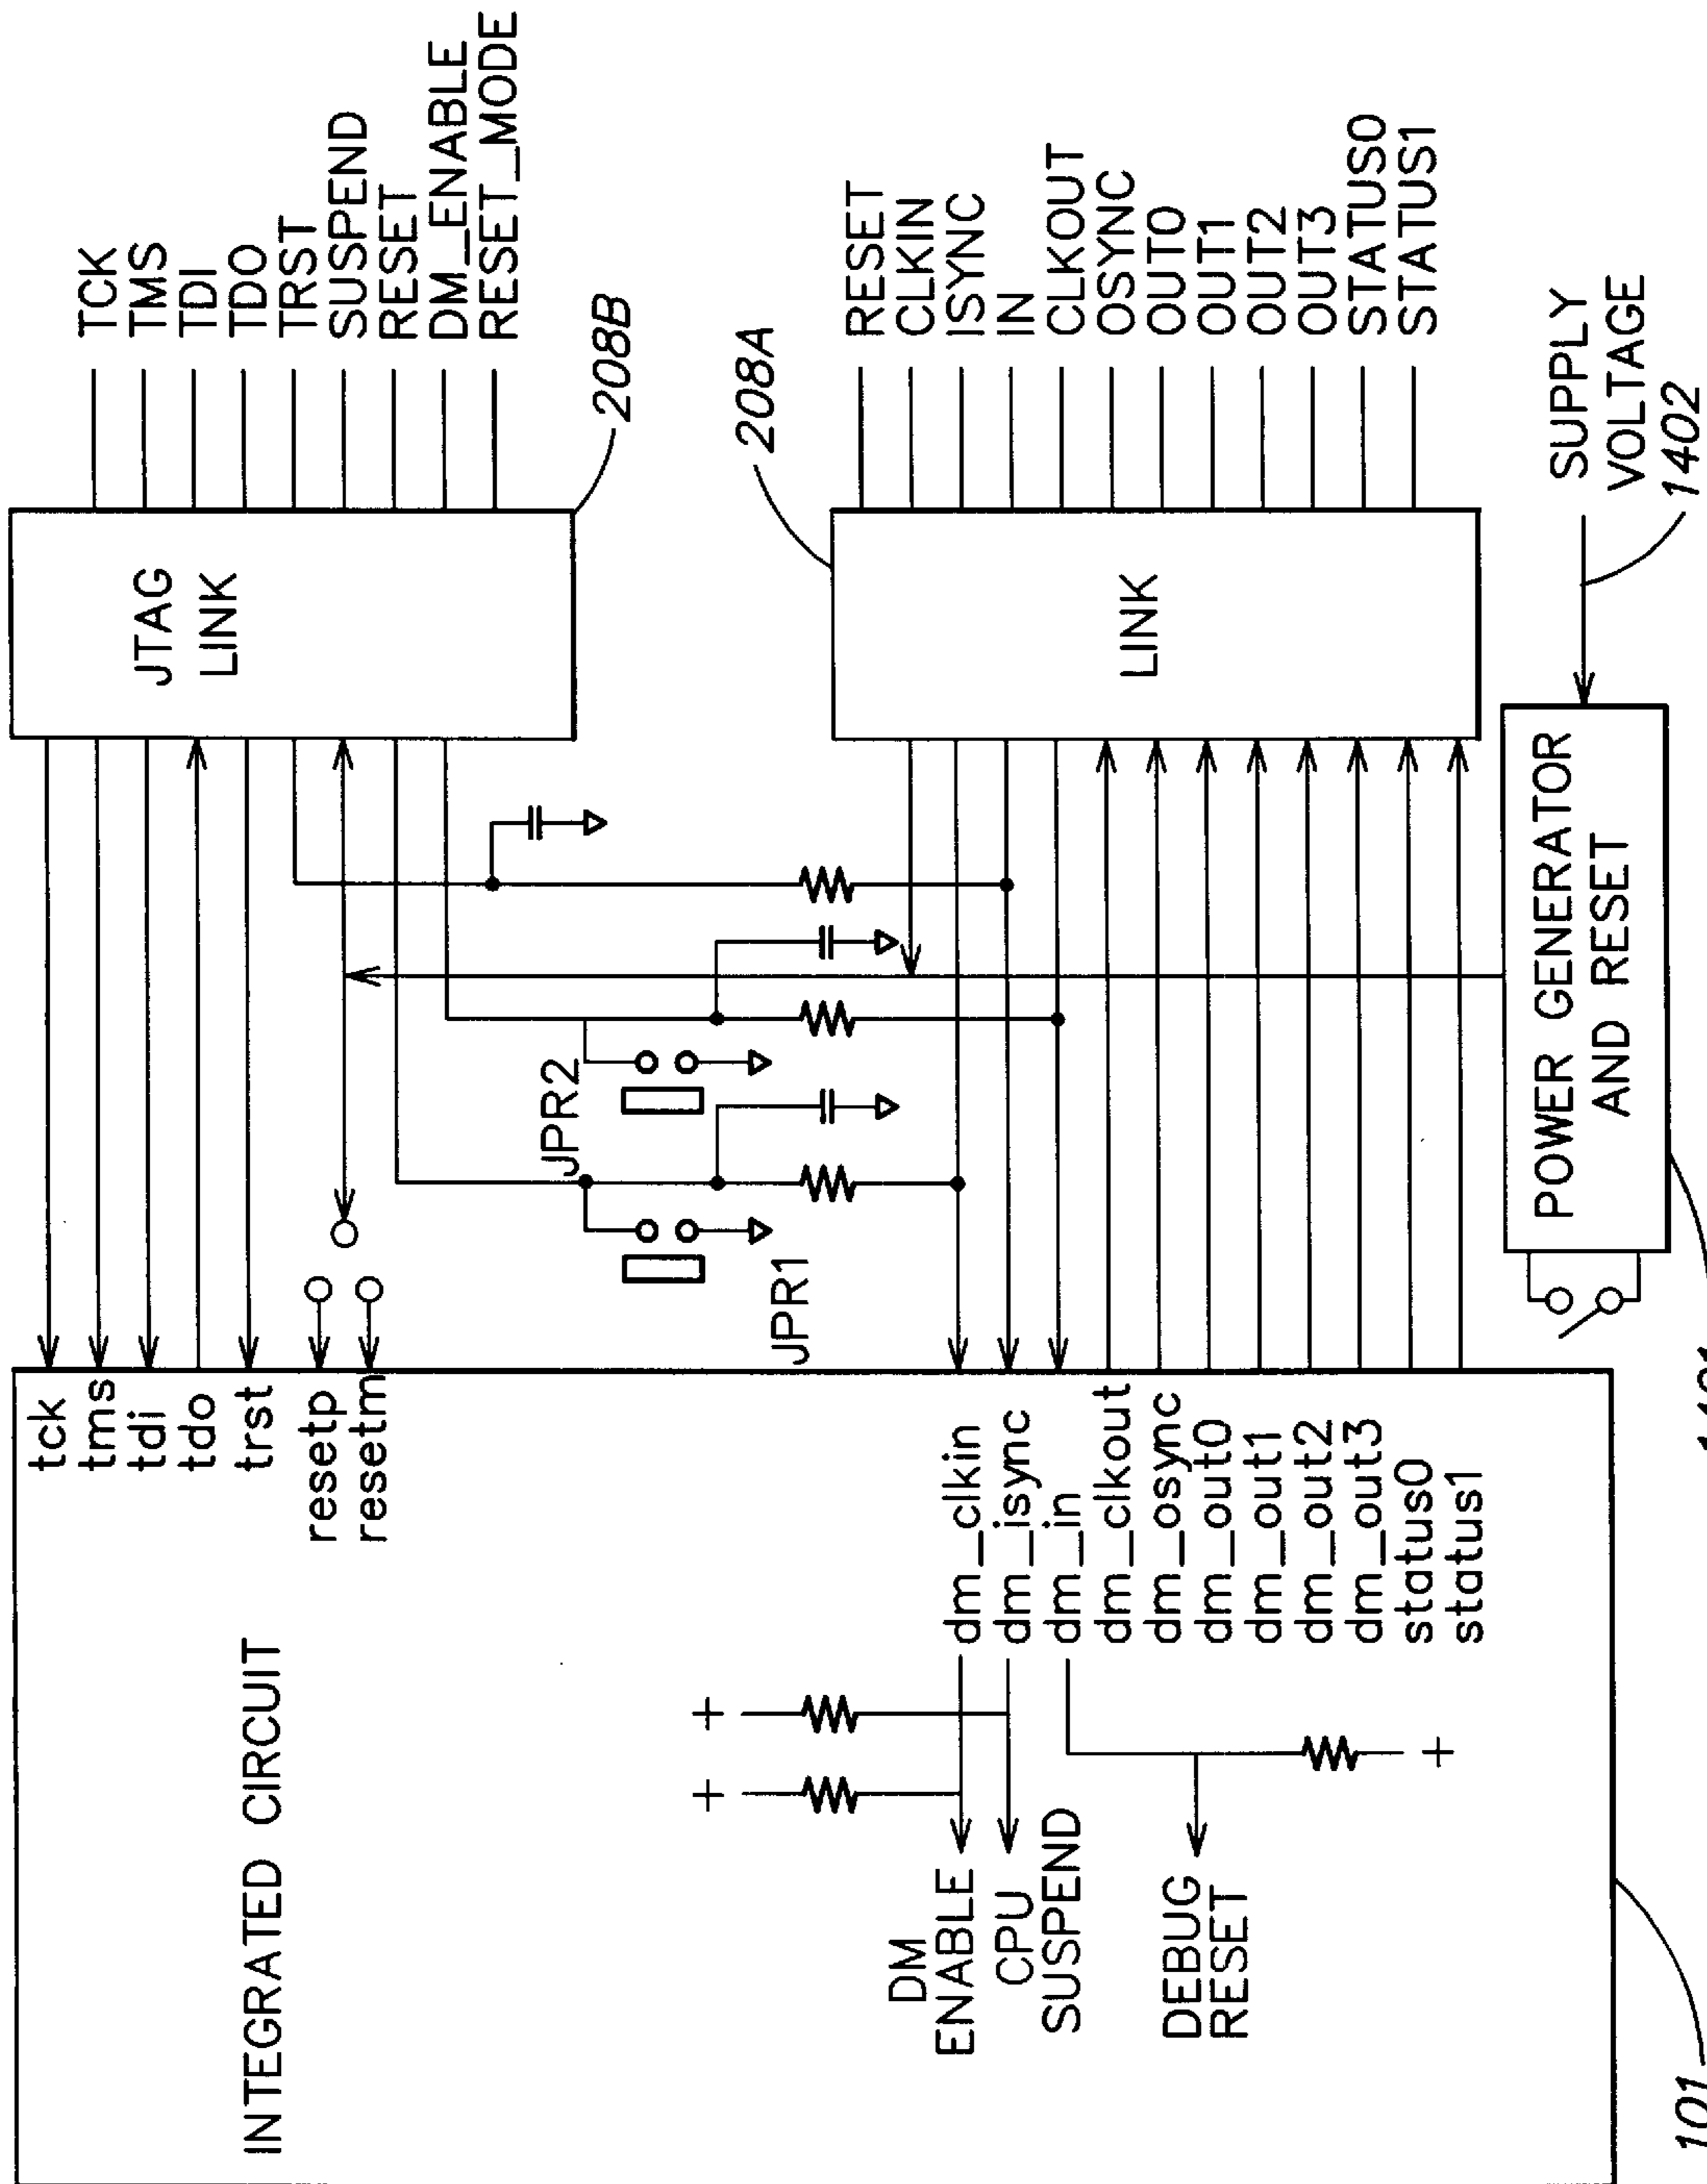 INTEGRATED CIRCUIT
tck
tms
tdi
tdo
trst
resetp
resetm
dm_clkin
dm_isync
dm_in
dm_clkout
dm_osync
dm_out0
dm_out1
dm_out2
dm_out3
status0
status1
DM
ENABLE
CPU
SUSPEND
DEBUG
RESET
101
JPR1
JPR2
JTAG
LINK
TCK
TMS
TDI
TDO
TRST
SUSPEND
RESET
DM_ENABLE
RESET_MODE
208B
208A
LINK
RESET
CLKIN
ISYNC
IN
CLKOUT
OSYNC
OUT0
OUT1
OUT2
OUT3
STATUS0
STATUS1
POWER GENERATOR
AND RESET
SUPPLY
VOLTAGE
1402